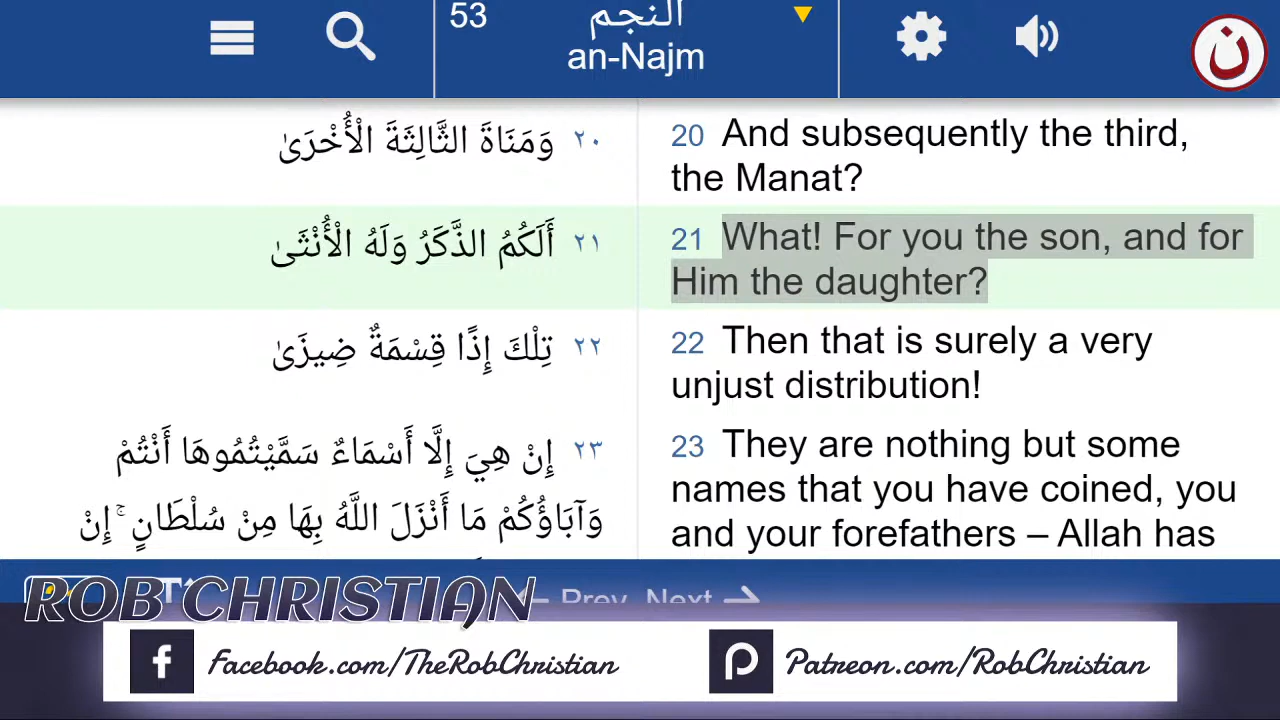 53
النجم
an-Najm
ن
٢٠ وَمَنَاةَ الثَّالِثَةَ الْأُخْرَىٰ
20 And subsequently the third,
the Manat?
٢١ أَلَكُمُ الذَّكَرُ وَلَهُ الْأُنْثَىٰ
21 What! For you the son, and for
Him the daughter?
٢٢ تِلْكَ إِذًا قِسْمَةٌ ضِيزَىٰ
22 Then that is surely a very
unjust distribution!
٢٣ إِنْ هِيَ إِلَّا أَسْمَاءٌ سَمَّيْتُمُوهَا أَنْتُمْ
وَآبَاؤُكُمْ مَا أَنْزَلَ اللَّهُ بِهَا مِنْ سُلْطَانٍ ۚ إِنْ
23 They are nothing but some
names that you have coined, you
and your forefathers – Allah has
Prev Next
ROB CHRISTIAN
Facebook.com/TheRobChristian
Patreon.com/RobChristian